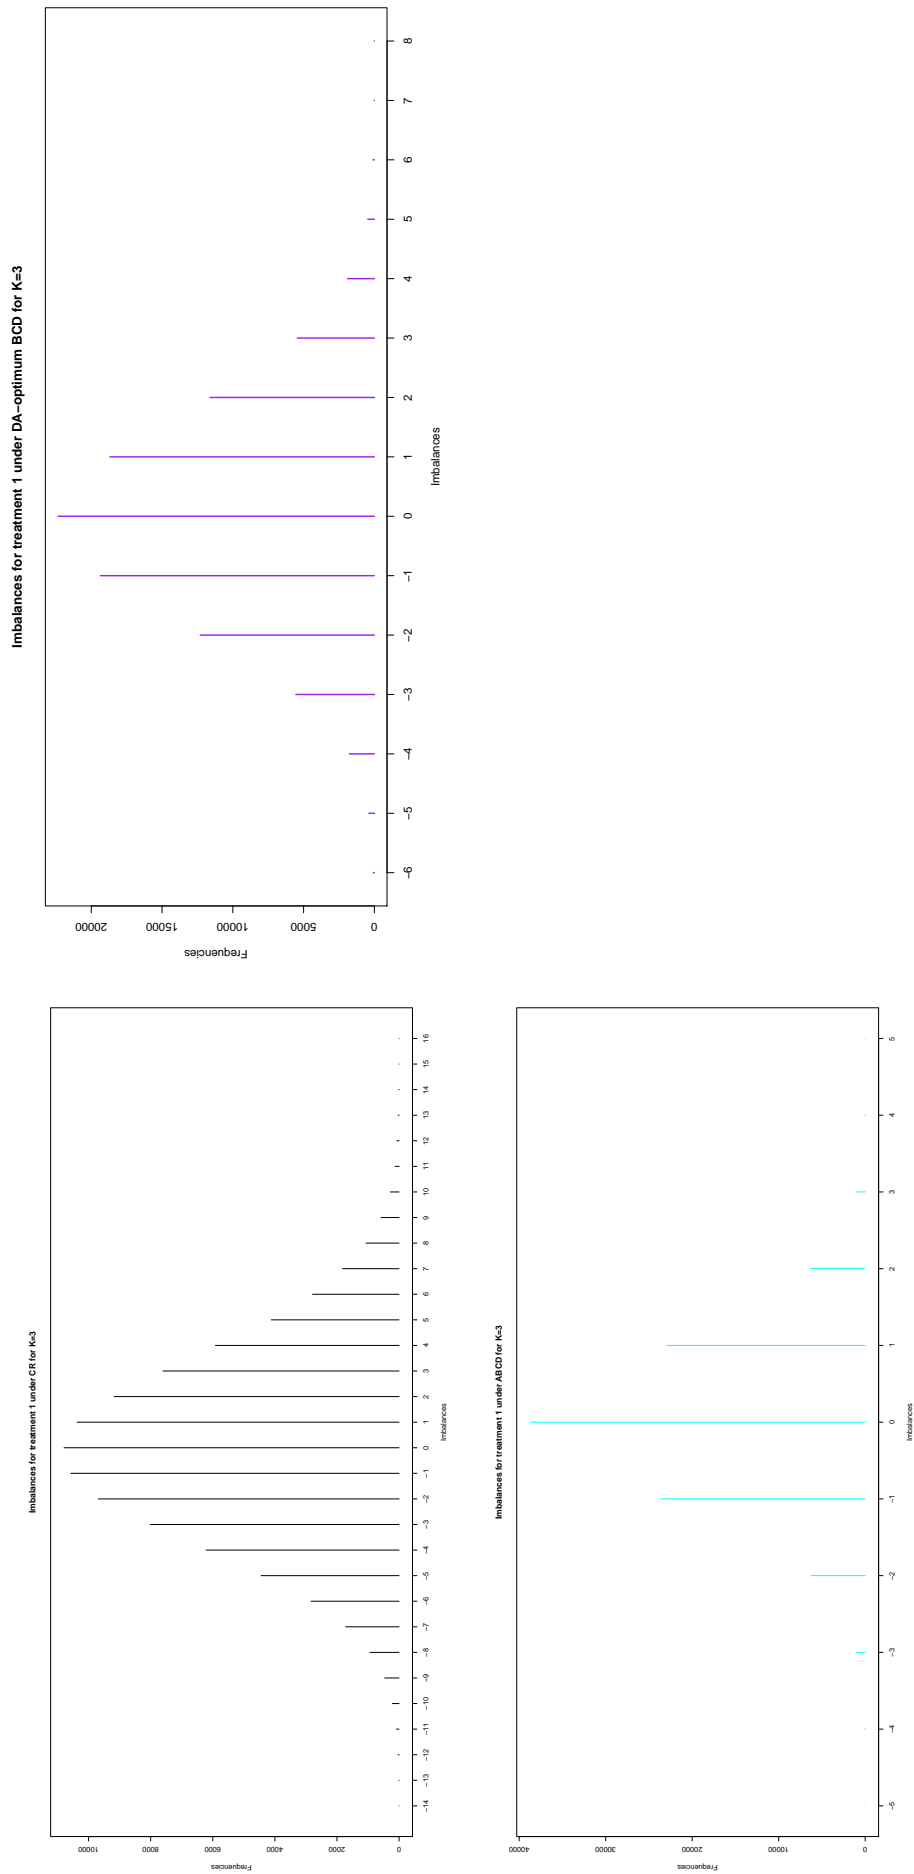 Imbalances for treatment 1 under CR for K=3
Frequencies
0 2000 4000 6000 8000 10000
−14 −13 −12 −11 −10 −9 −8 −7 −6 −5 −4 −3 −2 −1 0 1 2 3 4 5 6 7 8 9 10 11 12 13 14 15 16
Imbalances
Imbalances for treatment 1 under DA−optimum BCD for K=3
Frequencies
0 5000 10000 15000 20000
−6 −5 −4 −3 −2 −1 0 1 2 3 4 5 6 7 8
Imbalances
Imbalances for treatment 1 under ABCD for K=3
Frequencies
0 10000 20000 30000 40000
−5 −4 −3 −2 −1 0 1 2 3 4 5
Imbalances